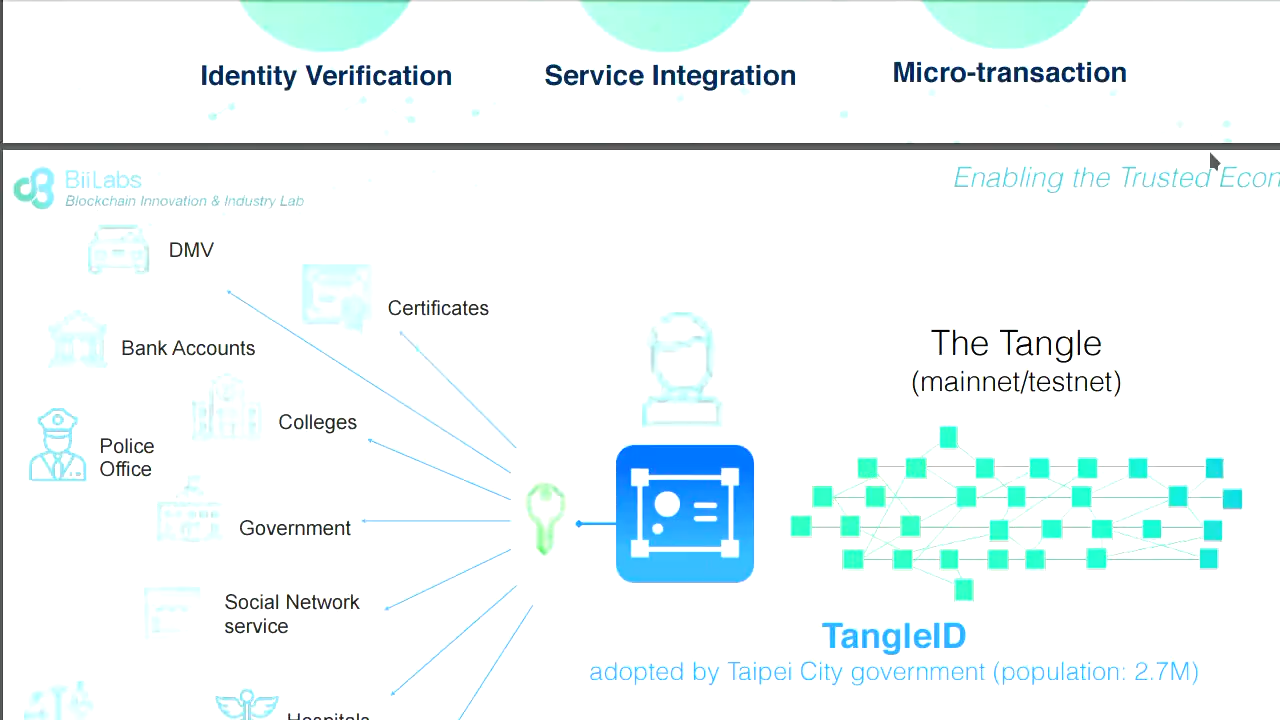 Identity Verification
Service Integration
Micro-transaction
BiiLabs
Blockchain Innovation & Industry Lab
Enabling the Trusted Econ
DMV
Certificates
Bank Accounts
Colleges
Police
Office
Government
Social Network
service
Hospitals
The Tangle
(mainnet/testnet)
TangleID
adopted by Taipei City government (population: 2.7M)